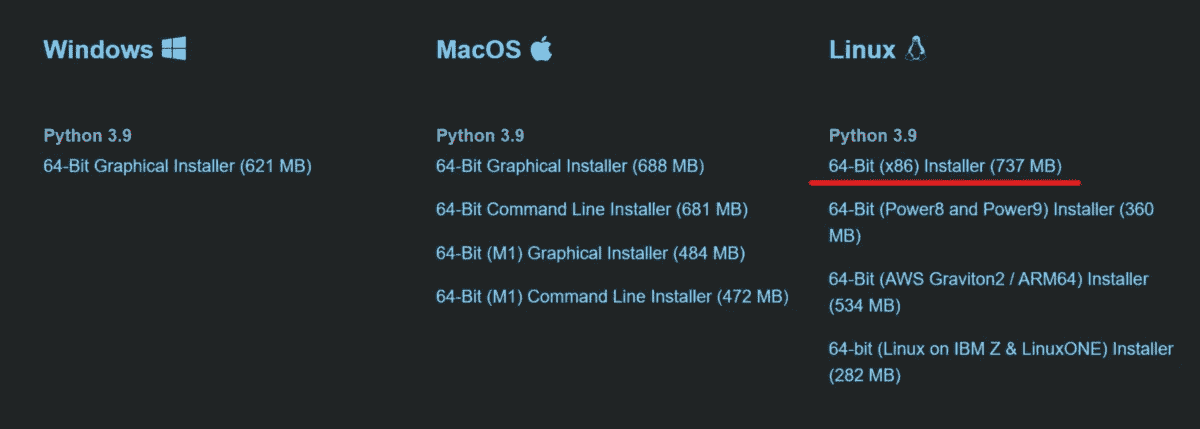 Windows
Python 3.9
64-Bit Graphical Installer (621 MB)
MacOS
Python 3.9
64-Bit Graphical Installer (688 MB)
64-Bit Command Line Installer (681 MB)
64-Bit (M1) Graphical Installer (484 MB)
64-Bit (M1) Command Line Installer (472 MB)
Linux
Python 3.9
64-Bit (x86) Installer (737 MB)
64-Bit (Power8 and Power9) Installer (360
MB)
64-Bit (AWS Graviton2 / ARM64) Installer
(534 MB)
64-bit (Linux on IBM Z & LinuxONE) Installer
(282 MB)